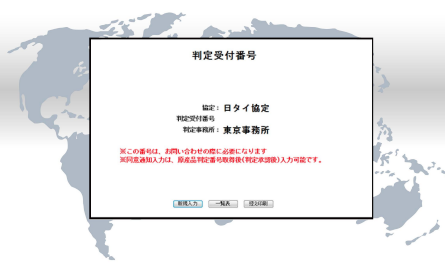 判定受付番号
協定：日タイ協定
判定受付番号
判定事務所：東京事務所
※この番号は、お問い合わせの際に必要になります
※同意通知入力は、原産品判定番号取得後(判定承認後)入力可能です。
新規入力 一覧表